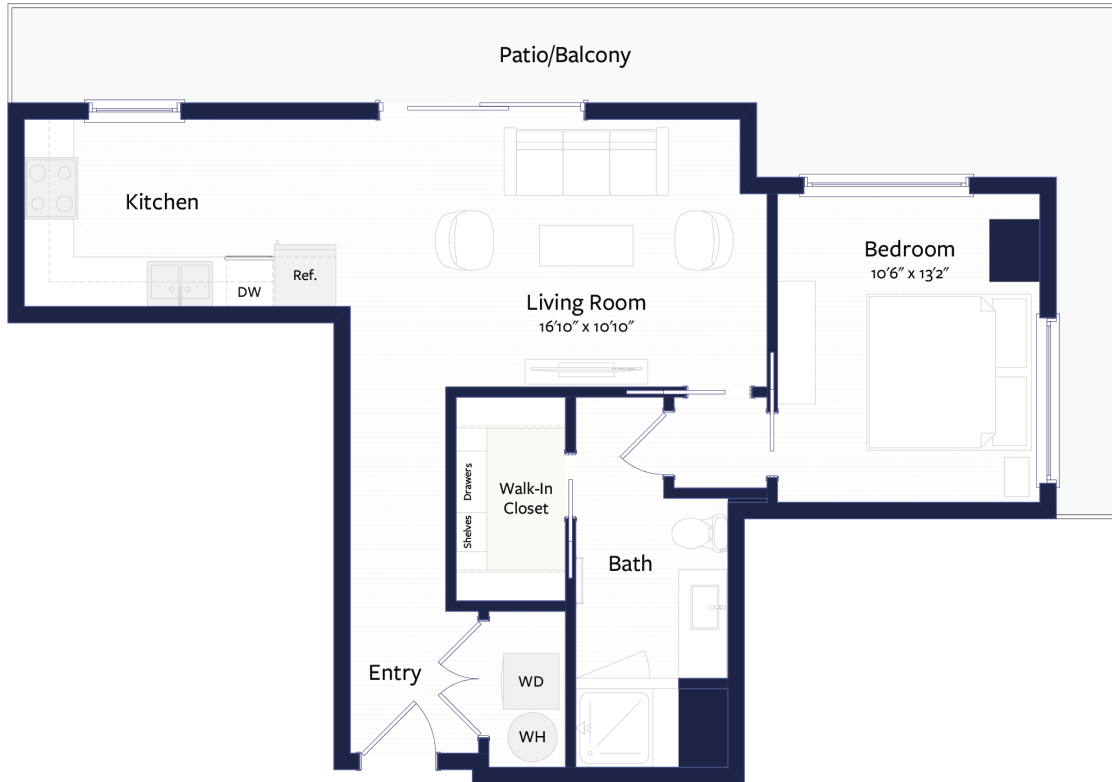 Patio/Balcony
Kitchen
Ref.
DW
Living Room
16'10" x 10'10"
Bedroom
10'6" x 13'2"
Drawers
Shelves
Walk-In
Closet
Bath
Entry
WD
WH